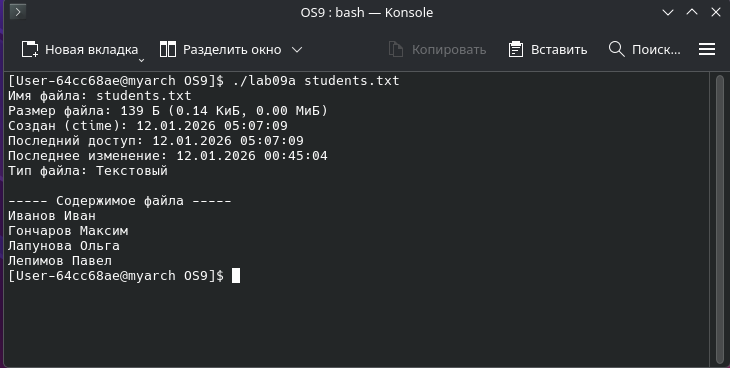 OS9 : bash — Konsole
Новая вкладка
Разделить окно
Копировать
Вставить
Поиск...
[User-64cc68ae@myarch OS9]$ ./lab09a students.txt
Имя файла: students.txt
Размер файла: 139 Б (0.14 КиБ, 0.00 МиБ)
Создан (ctime): 12.01.2026 05:07:09
Последний доступ: 12.01.2026 05:07:09
Последнее изменение: 12.01.2026 00:45:04
Тип файла: Текстовый
----- Содержимое файла -----
Иванов Иван
Гончаров Максим
Лапунова Ольга
Лепимов Павел
[User-64cc68ae@myarch OS9]$